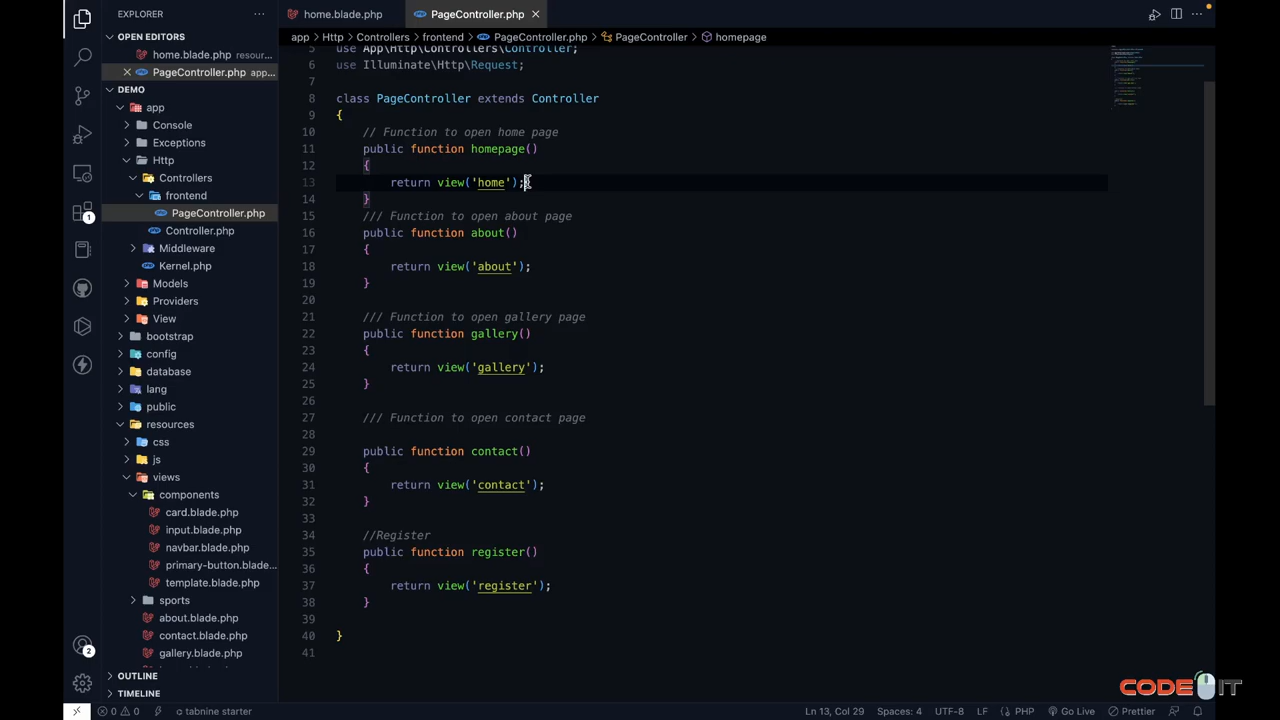 EXPLORER
home.blade.php
PageController.php
OPEN EDITORS
home.blade.php resour...
PageController.php app...
DEMO
app
Console
Exceptions
Http
Controllers
frontend
PageController.php
Controller.php
Middleware
Kernel.php
Models
Providers
View
bootstrap
config
database
lang
public
resources
css
js
views
components
card.blade.php
input.blade.php
navbar.blade.php
primary-button.blade...
template.blade.php
sports
about.blade.php
contact.blade.php
gallery.blade.php
OUTLINE
TIMELINE
1
2
app > Http > Controllers > frontend > PageController.php > PageController > homepage
5 use App\Http\Controllers\Controller;
6 use Illuminate\Http\Request;
7
8 class PageController extends Controller
9 {
10 // Function to open home page
11 public function homepage()
12 {
13 return view('home');
14 }
15 /// Function to open about page
16 public function about()
17 {
18 return view('about');
19 }
20
21 /// Function to open gallery page
22 public function gallery()
23 {
24 return view('gallery');
25 }
26
27 /// Function to open contact page
28
29 public function contact()
30 {
31 return view('contact');
32 }
33
34 //Register
35 public function register()
36 {
37 return view('register');
38 }
39
40 }
41
CODE IT
0 0 tabnine starter
Ln 13, Col 29 Spaces: 4 UTF-8 LF PHP Go Live Prettier